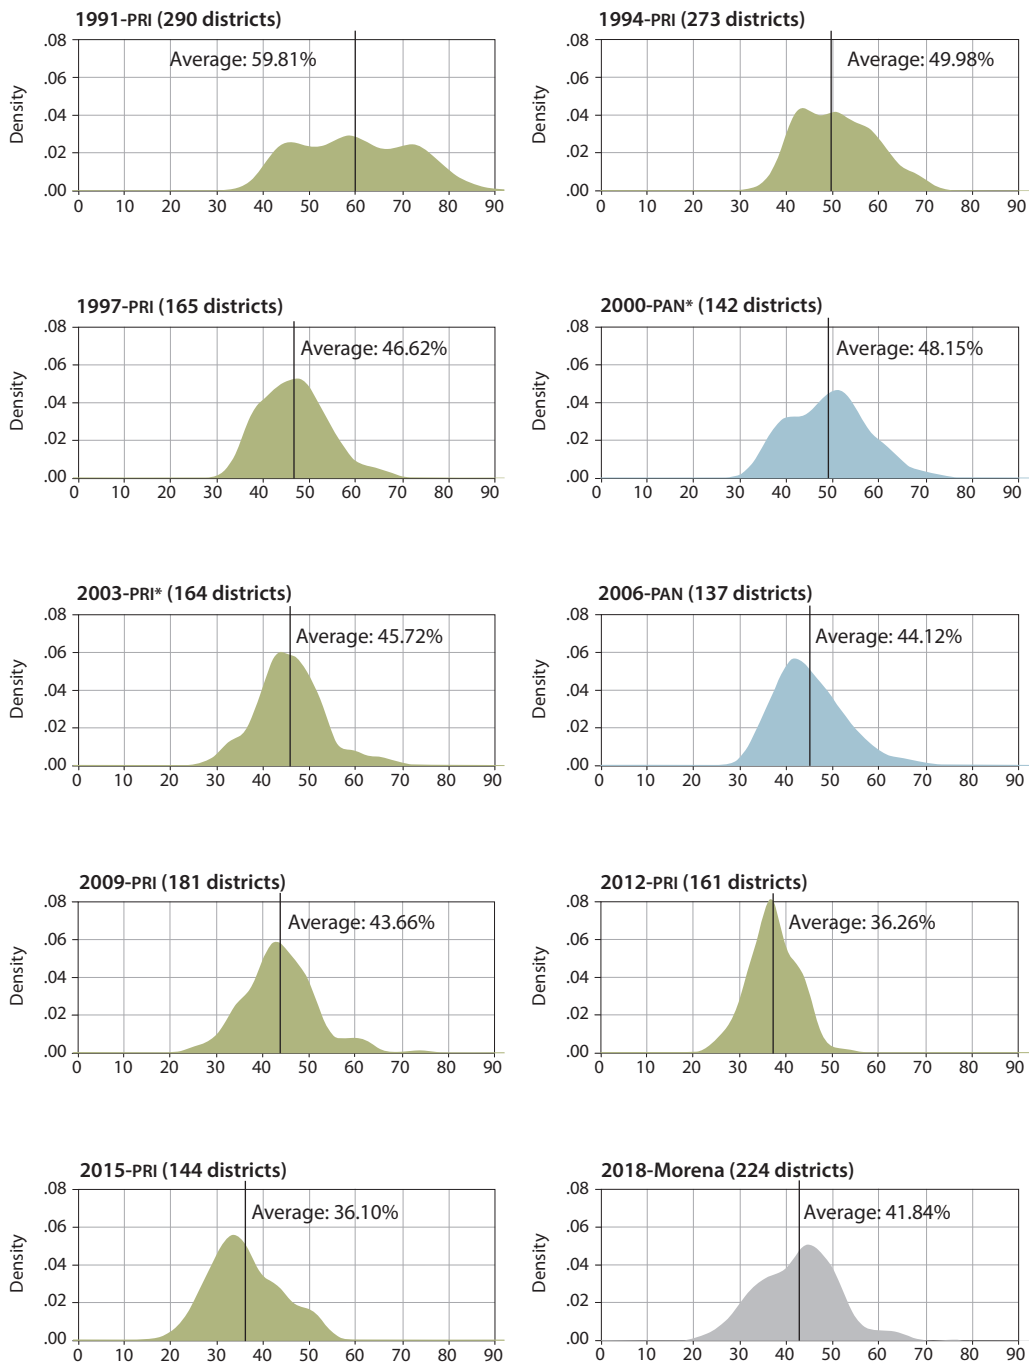 1991-PRI (290 districts)
Average: 59.81%
Density
.08
.06
.04
.02
.00
0 10 20 30 40 50 60 70 80 90
1994-PRI (273 districts)
Average: 49.98%
Density
.08
.06
.04
.02
.00
0 10 20 30 40 50 60 70 80 90
1997-PRI (165 districts)
Average: 46.62%
Density
.08
.06
.04
.02
.00
0 10 20 30 40 50 60 70 80 90
2000-PAN* (142 districts)
Average: 48.15%
Density
.08
.06
.04
.02
.00
0 10 20 30 40 50 60 70 80 90
2003-PRI* (164 districts)
Average: 45.72%
Density
.08
.06
.04
.02
.00
0 10 20 30 40 50 60 70 80 90
2006-PAN (137 districts)
Average: 44.12%
Density
.08
.06
.04
.02
.00
0 10 20 30 40 50 60 70 80 90
2009-PRI (181 districts)
Average: 43.66%
Density
.08
.06
.04
.02
.00
0 10 20 30 40 50 60 70 80 90
2012-PRI (161 districts)
Average: 36.26%
Density
.08
.06
.04
.02
.00
0 10 20 30 40 50 60 70 80 90
2015-PRI (144 districts)
Average: 36.10%
Density
.08
.06
.04
.02
.00
0 10 20 30 40 50 60 70 80 90
2018-Morena (224 districts)
Average: 41.84%
Density
.08
.06
.04
.02
.00
0 10 20 30 40 50 60 70 80 90